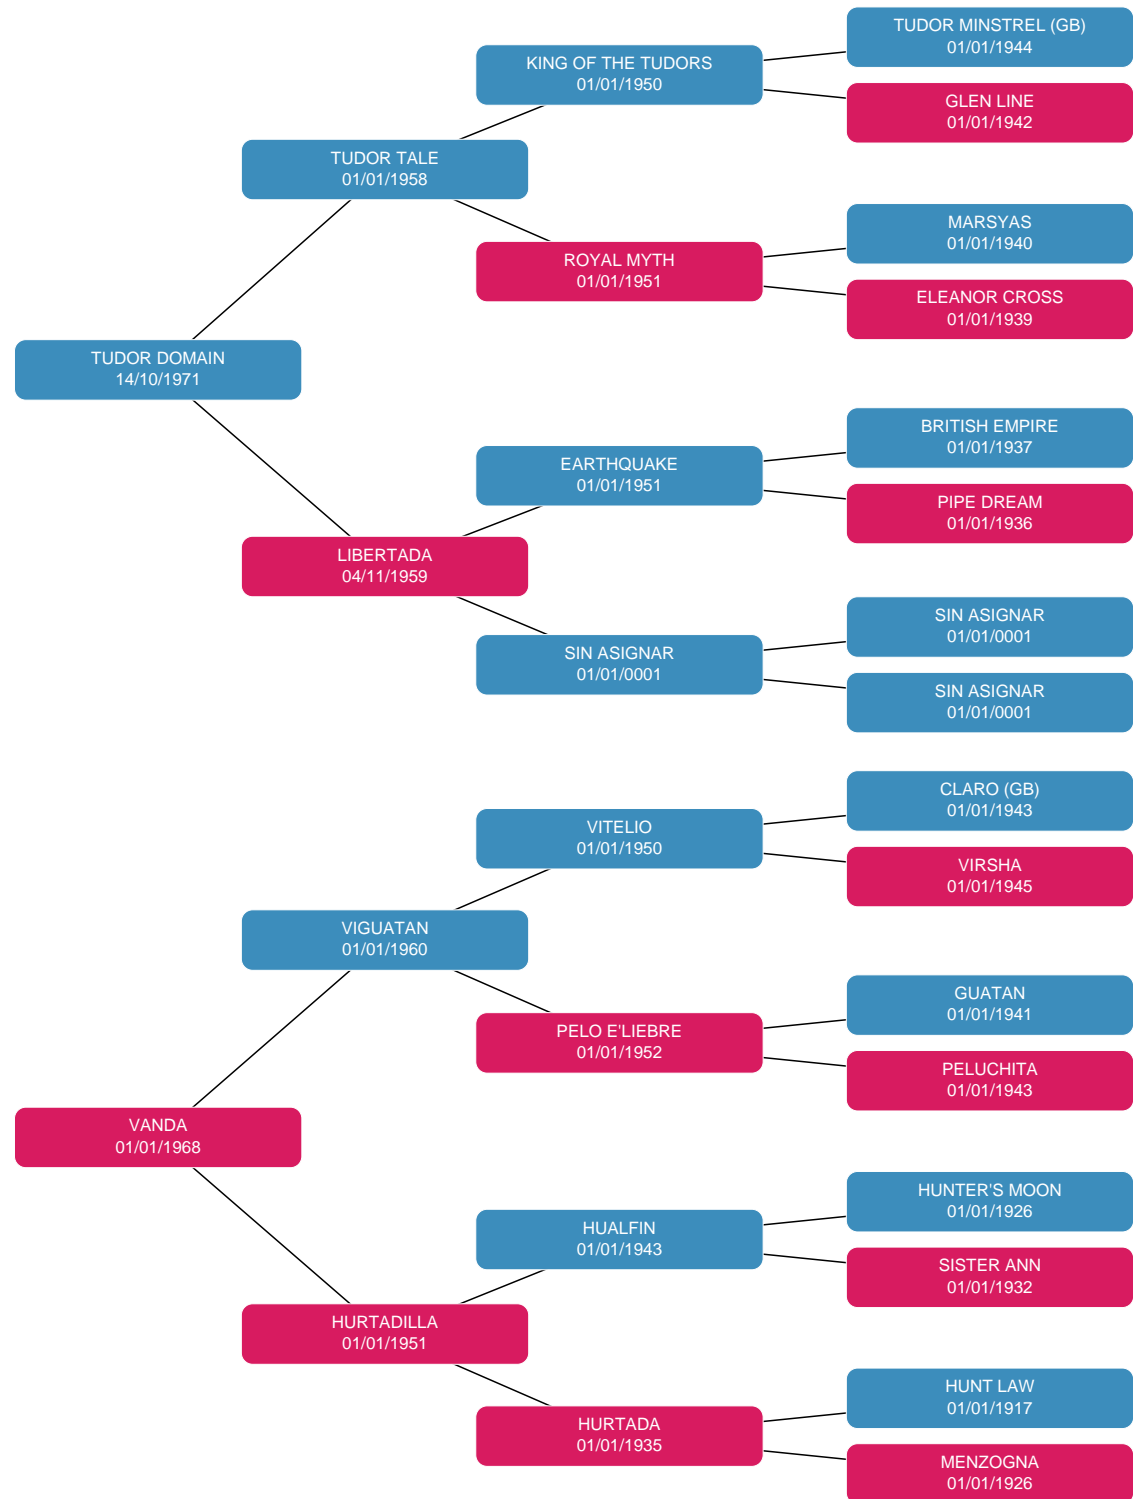 TUDOR MINSTREL (GB)
01/01/1944
KING OF THE TUDORS
01/01/1950
GLEN LINE
01/01/1942
TUDOR TALE
01/01/1958
MARSYAS
01/01/1940
ROYAL MYTH
01/01/1951
ELEANOR CROSS
01/01/1939
TUDOR DOMAIN
14/10/1971
BRITISH EMPIRE
01/01/1937
EARTHQUAKE
01/01/1951
PIPE DREAM
01/01/1936
LIBERTADA
04/11/1959
SIN ASIGNAR
01/01/0001
SIN ASIGNAR
01/01/0001
SIN ASIGNAR
01/01/0001
CLARO (GB)
01/01/1943
VITELIO
01/01/1950
VIRSHA
01/01/1945
VIGUATAN
01/01/1960
GUATAN
01/01/1941
PELO E'LIEBRE
01/01/1952
PELUCHITA
01/01/1943
VANDA
01/01/1968
HUNTER'S MOON
01/01/1926
HUALFIN
01/01/1943
SISTER ANN
01/01/1932
HURTADILLA
01/01/1951
HUNT LAW
01/01/1917
HURTADA
01/01/1935
MENZOGNA
01/01/1926